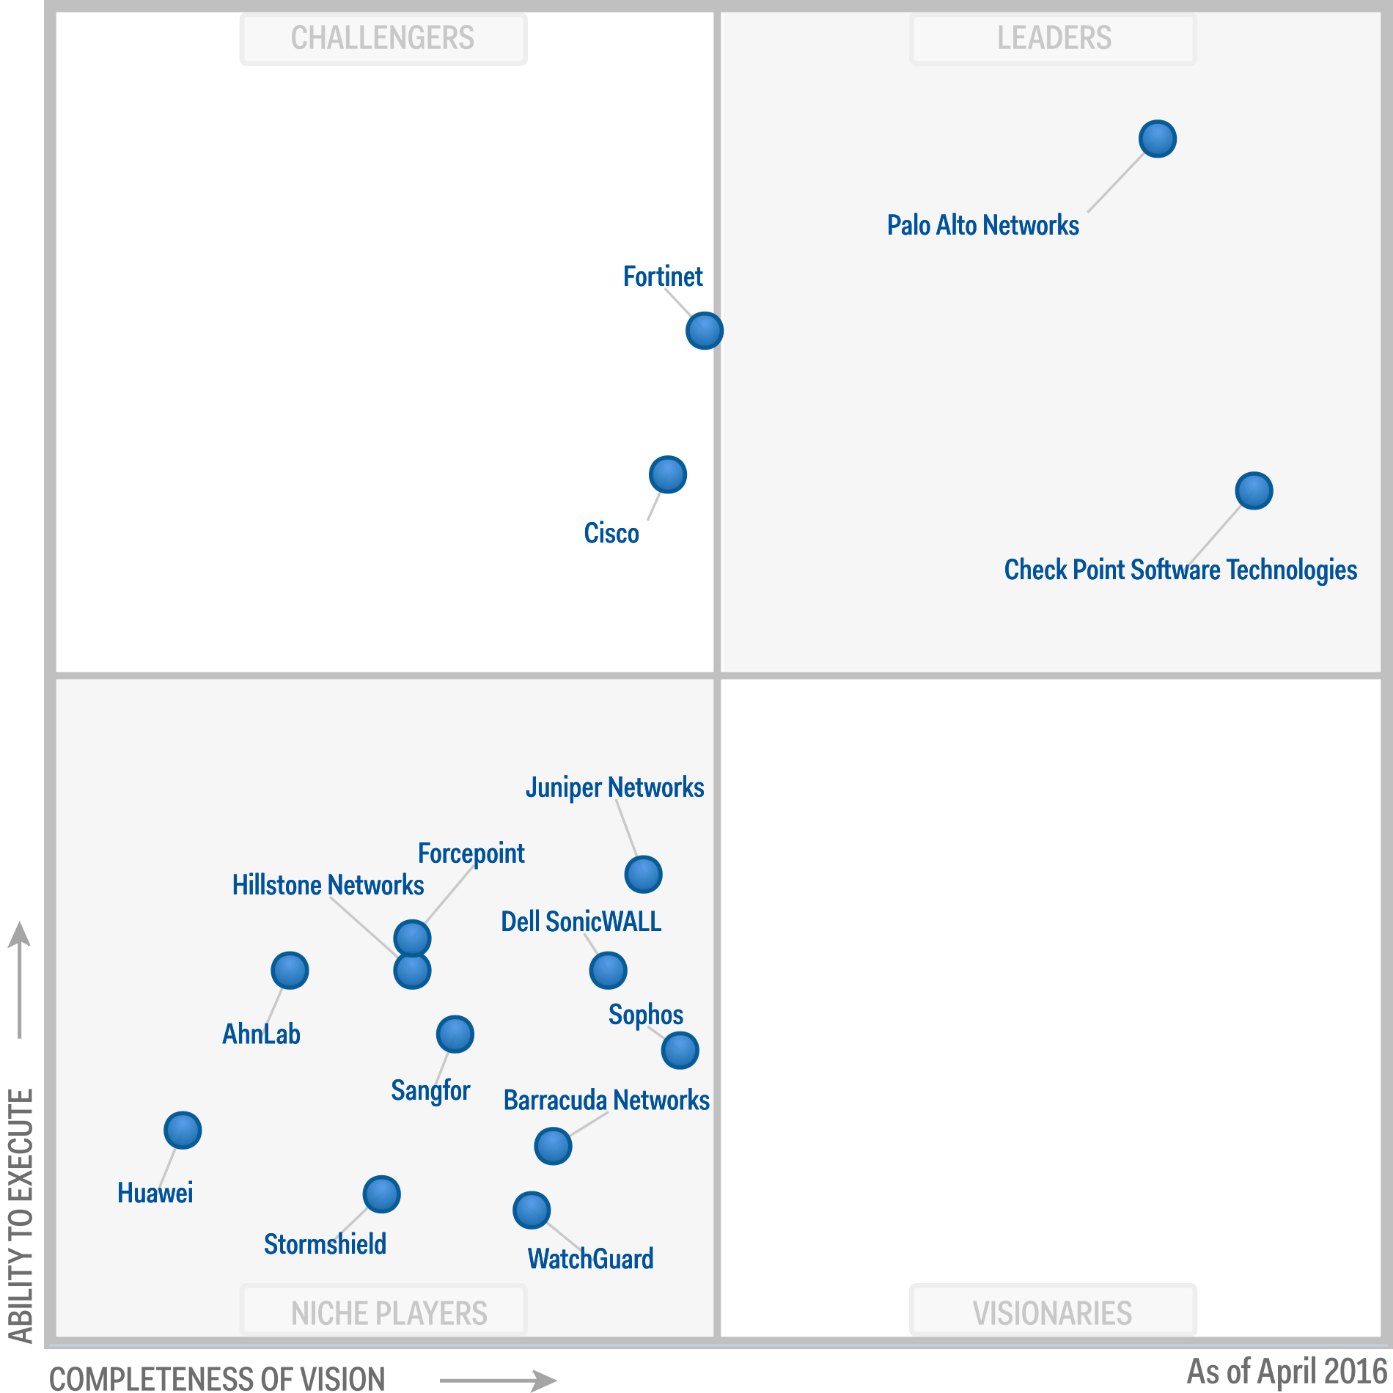 CHALLENGERS
LEADERS
Palo Alto Networks
Fortinet
Cisco
Check Point Software Technologies
Juniper Networks
Forcepoint
Hillstone Networks
Dell SonicWALL
Sophos
AhnLab
Sangfor
Barracuda Networks
Huawei
Stormshield
WatchGuard
NICHE PLAYERS
VISIONARIES
ABILITY TO EXECUTE
COMPLETENESS OF VISION
As of April 2016